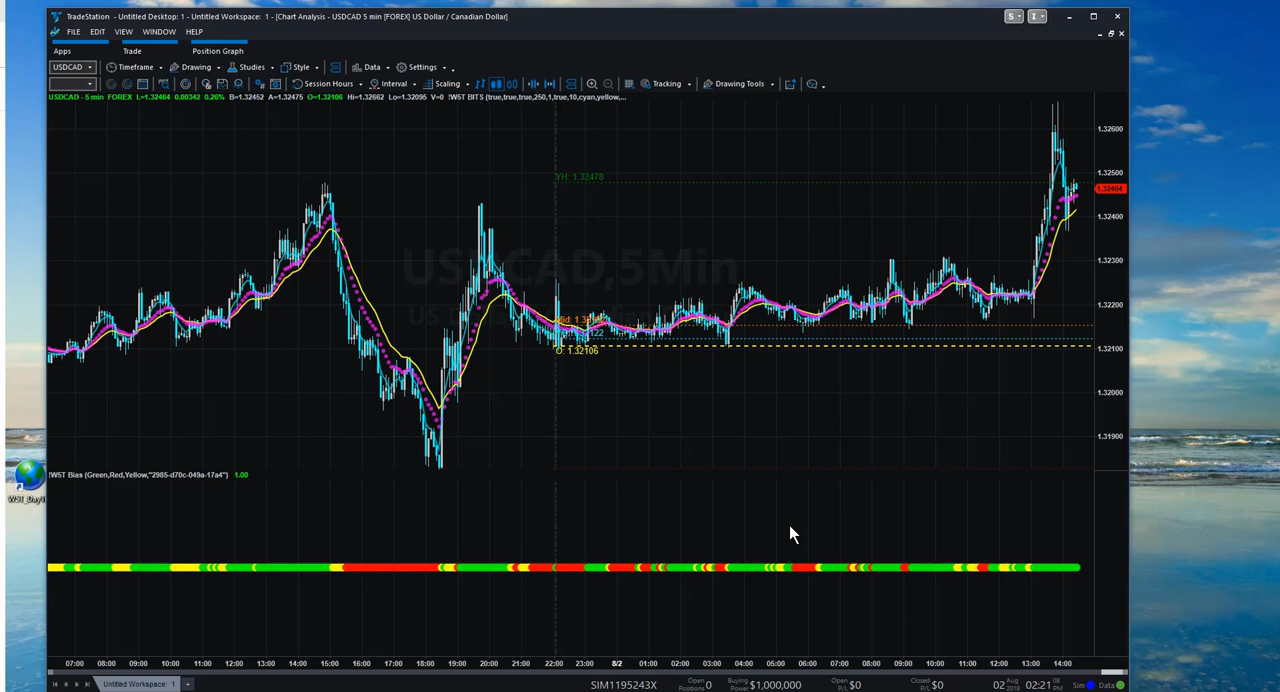 TradeStation - Untitled Desktop: 1 - Untitled Workspace: 1 - [Chart Analysis - USDCAD 5 min [FOREX] US Dollar / Canadian Dollar]
S I
FILE EDIT VIEW WINDOW HELP
Apps Trade Position Graph
USDCAD Timeframe Drawing Studies Style Data Settings
Session Hours Interval Scaling Tracking Drawing Tools
USDCAD - 5 min FOREX L=1.32464 0.00342 0.26% B=1.32452 A=1.32475 O=1.32106 Hi=1.32662 Lo=1.32095 V=0 !W5T BITS (true,true,true,250,1,true,10,cyan,yellow,...
1.32600
YH: 1.32478
1.32500
1.32464
1.32400
USDCAD,5Min
1.32300
1.32200
1.32100
O: 1.32106
1.32000
1.31900
!W5T Bias (Green,Red,Yellow,"2985-d70c-049a-17a4") 1.00
07:00 08:00 09:00 10:00 11:00 12:00 13:00 14:00 15:00 16:00 17:00 18:00 19:00 20:00 21:00 22:00 23:00 8/2 01:00 02:00 03:00 04:00 05:00 06:00 07:00 08:00 09:00 10:00 11:00 12:00 13:00 14:00
Untitled Workspace: 1
SIM1195243X Open Positions 0 Buying Power $1,000,000 Open P/L $0 Closed P/L $0 02 Aug 2019 02:21 08 PM Sim Data